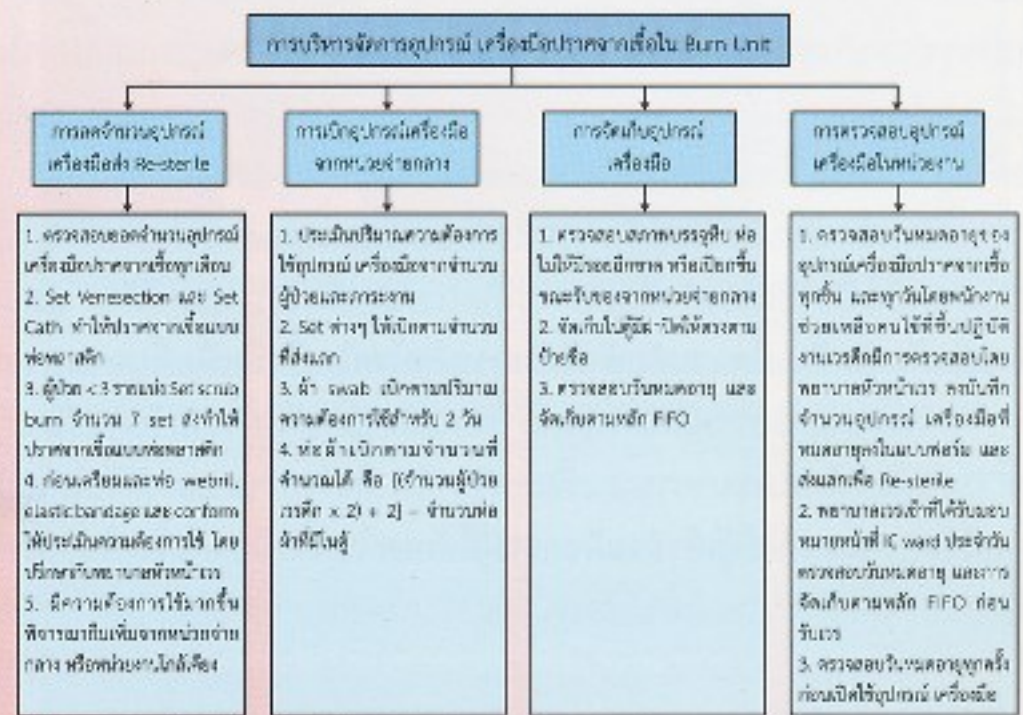 การบริหารจัดการอุปกรณ์ เครื่องมือปราศจากเชื้อใน Burn Unit
การลดจำนวนอุปกรณ์
เครื่องมือส่ง Re-sterile
1. ตรวจสอบยอดจำนวนอุปกรณ์
เครื่องมือปราศจากเชื้อทุกเดือน
2. Set Venesection และ Set
Cath ทำให้ปราศจากเชื้อแบบ
ห่อพลาสติก
3. ผู้ป่วย <3 รายแบ่ง Set scrub
burn จำนวน 7 set ส่งทำให้
ปราศจากเชื้อแบบห่อพลาสติก
4. ก่อนเตรียมและห่อ webril,
elastic bandage และ conform
ให้ประเมินความต้องการใช้ โดย
ปรึกษากับพยาบาลหัวหน้าเวร
5. มีความต้องการใช้มากขึ้น
พิจารณายืมเพิ่มจากหน่วยจ่าย
กลาง หรือหน่วยงานใกล้เคียง
การเบิกอุปกรณ์เครื่องมือ
จากหน่วยจ่ายกลาง
1. ประเมินปริมาณความต้องการ
ใช้อุปกรณ์ เครื่องมือจากจำนวน
ผู้ป่วยและภาระงาน
2. Set ต่างๆ ให้เบิกตามจำนวน
ที่ส่งแลก
3. ผ้า swab เบิกตามปริมาณ
ความต้องการใช้สำหรับ 2 วัน
4. ห่อผ้าเบิกตามจำนวนที่
คำนวณได้ คือ [(จำนวนผู้ป่วย
เวรดึก x 2) + 2] – จำนวนห่อ
ผ้าที่มีในตู้
การจัดเก็บอุปกรณ์
เครื่องมือ
1. ตรวจสอบสภาพบรรจุหีบ ห่อ
ไม่ให้มีรอยฉีกขาด หรือเปียกชื้น
ขณะรับของจากหน่วยจ่ายกลาง
2. จัดเก็บในตู้มีฝาปิดให้ตรงตาม
ป้ายชื่อ
3. ตรวจสอบวันหมดอายุ และ
จัดเก็บตามหลัก FIFO
การตรวจสอบอุปกรณ์
เครื่องมือในหน่วยงาน
1. ตรวจสอบวันหมดอายุของ
อุปกรณ์เครื่องมือปราศจากเชื้อ
ทุกชิ้น และทุกวันโดยพนักงาน
ช่วยเหลือคนไข้ที่ขึ้นปฏิบัติ
งานเวรดึกมีการตรวจสอบโดย
พยาบาลหัวหน้าเวร ลงบันทึก
จำนวนอุปกรณ์ เครื่องมือที่
หมดอายุลงในแบบฟอร์ม และ
ส่งแลกเพื่อ Re-sterile
2. พยาบาลเวรเช้าที่ได้รับมอบ
หมายหน้าที่ IC ward ประจำวัน
ตรวจสอบวันหมดอายุ และการ
จัดเก็บตามหลัก FIFO ก่อน
รับเวร
3. ตรวจสอบวันหมดอายุทุกครั้ง
ก่อนเปิดใช้อุปกรณ์ เครื่องมือ